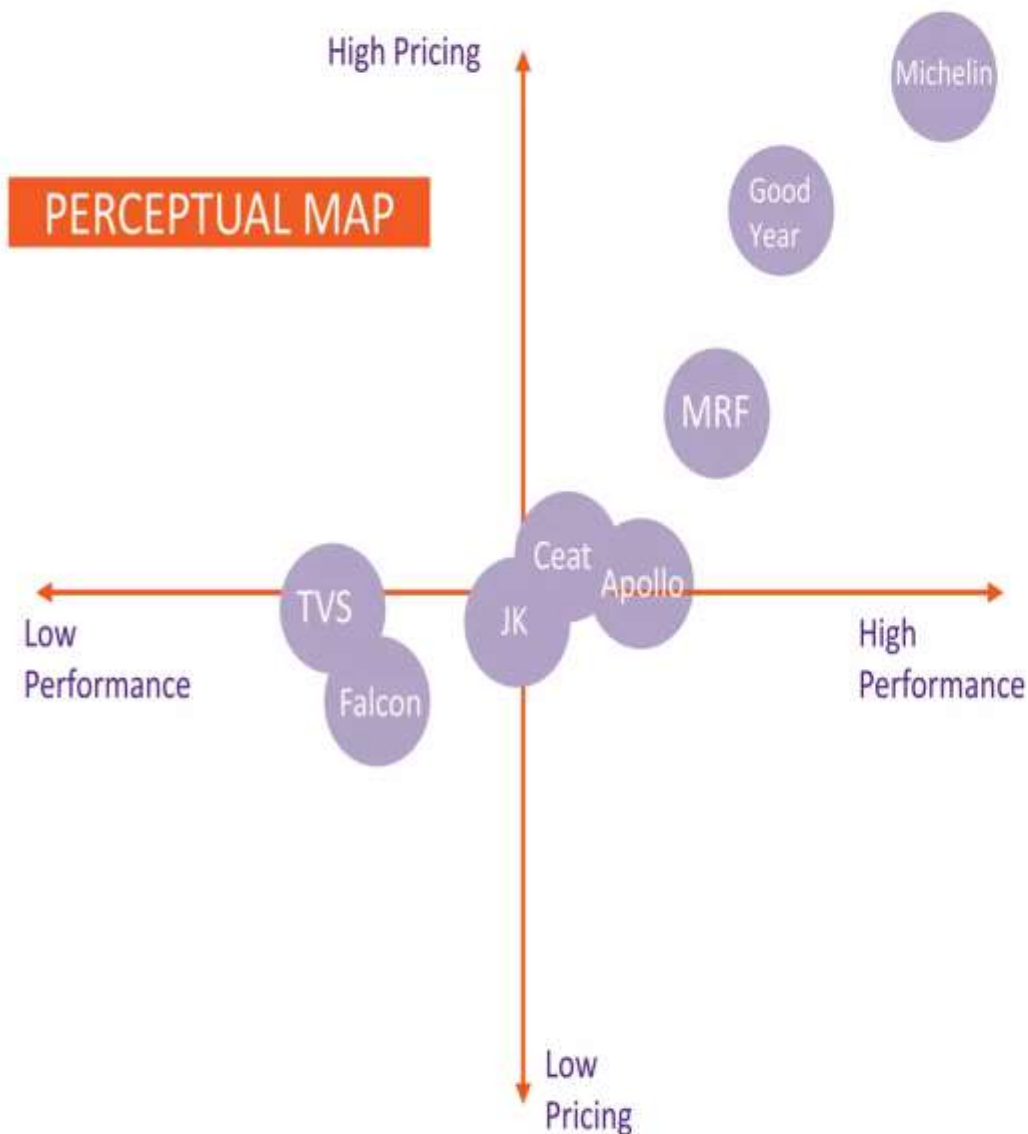 High Pricing
Michelin
PERCEPTUAL MAP
Good
Year
MRF
Ceat
Apollo
TVS
JK
Low
Performance
High
Performance
Falcon
Low
Pricing